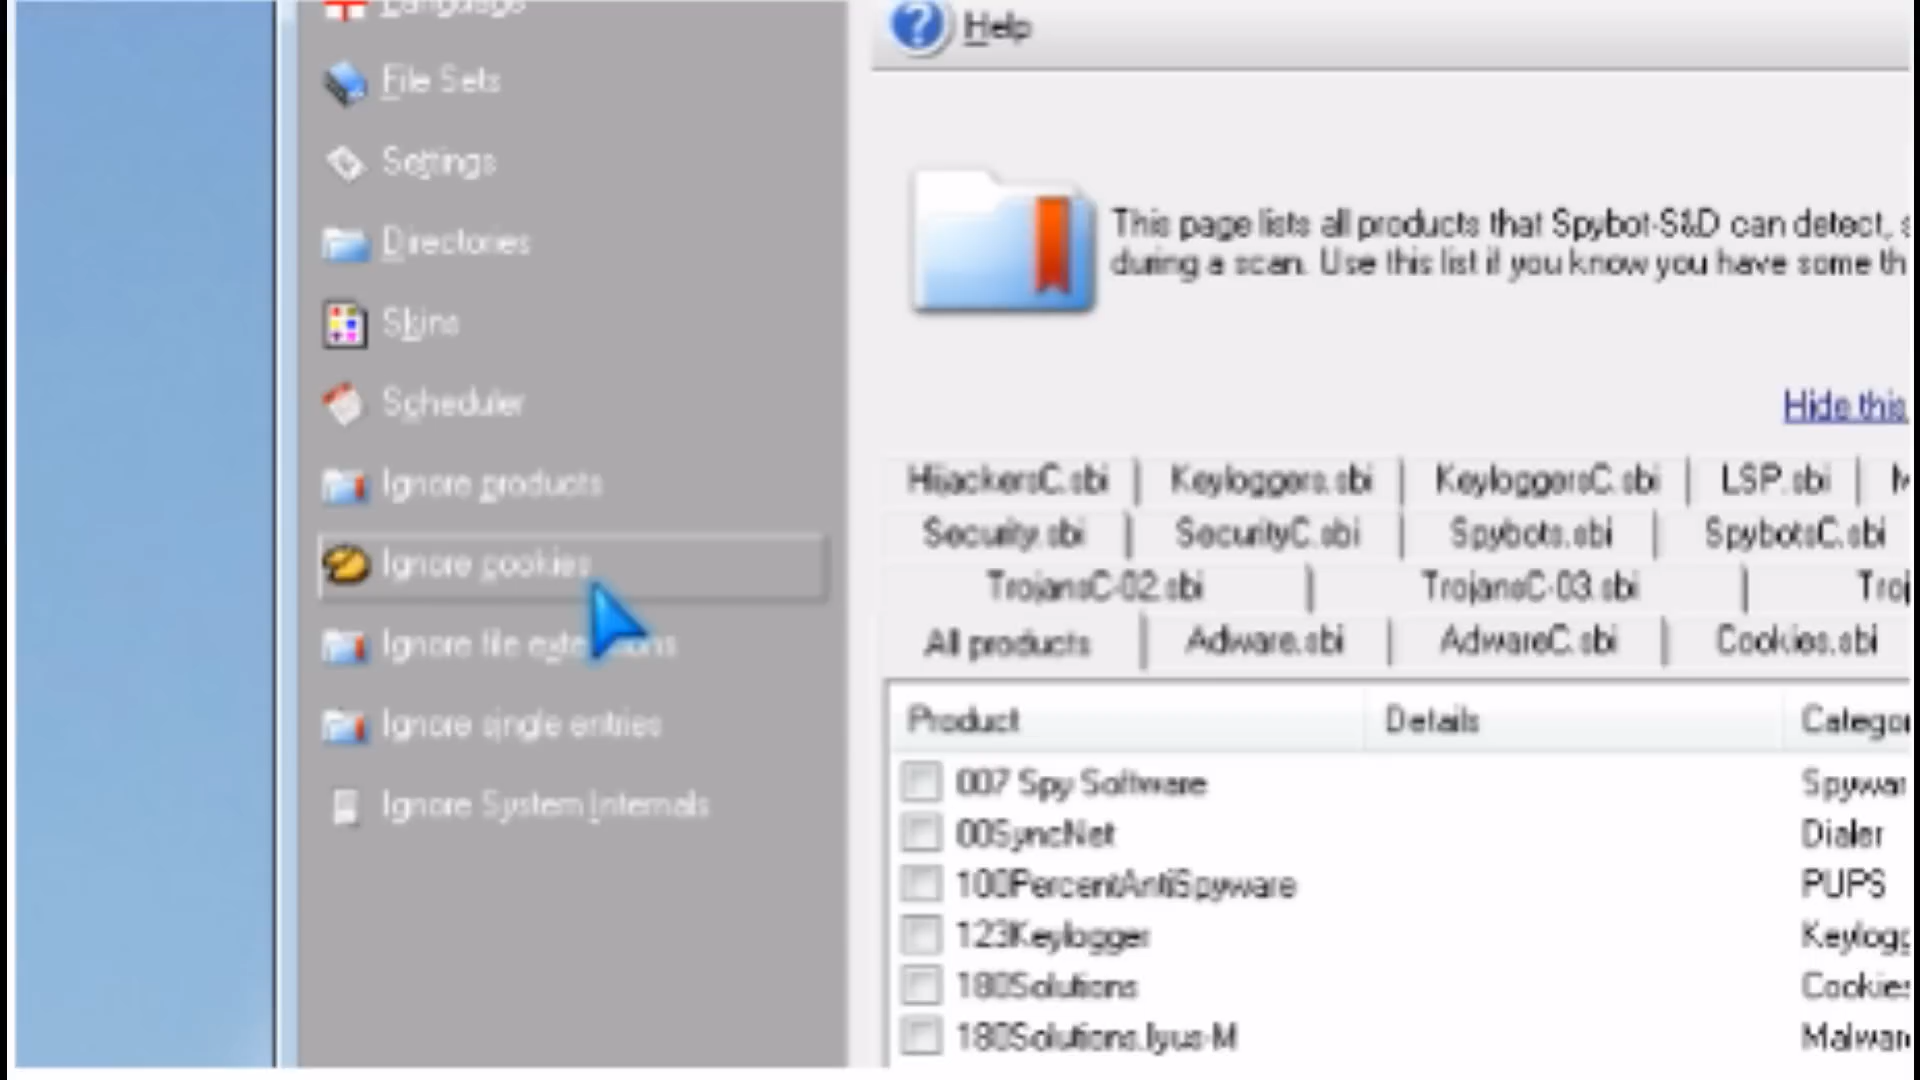 Language
File Sets
Settings
Directories
Skins
Scheduler
Ignore products
Ignore cookies
Ignore file
Ignore single entries
Ignore System Internals
Help
This page lists all products that Spybot-S&D can detect,
during a scan. Use this list if you know you have some
Hide this
HijackersC.sbi Keyloggers.sbi KeyloggersC.sbi LSP.sbi
Security.sbi SecurityC.sbi Spybots.sbi SpybotsC.sbi
TrojansC-02.sbi TrojansC-03.sbi
All products Adware.sbi AdwareC.sbi Cookies.sbi
Product Details
007 Spy Software
00SyncNet Dialer
100PercentAntiSpyware PUPS
123Keylogger
180Solutions Cookies
180Solutions.Iyus-M